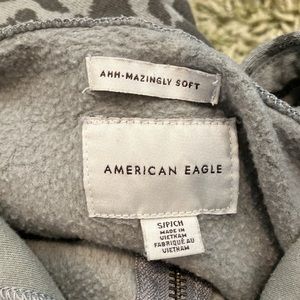 AHH-MAZINGLY SOFT
AMERICAN EAGLE
S/P/CH
MADE IN
VIETNAM
FABRIQUÉ AU
VIETNAM